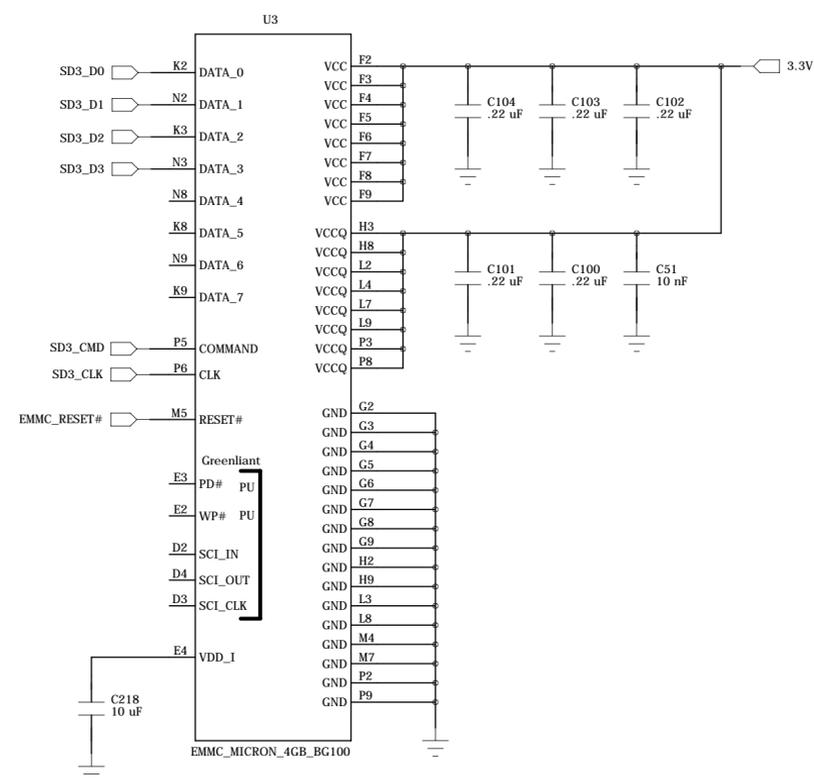 U3
SD3_D0 K2 DATA_0
SD3_D1 N2 DATA_1
SD3_D2 K3 DATA_2
SD3_D3 N3 DATA_3
N8 DATA_4
K8 DATA_5
N9 DATA_6
K9 DATA_7
SD3_CMD P5 COMMAND
SD3_CLK P6 CLK
EMMC_RESET# M5 RESET#
Greenliant
E3 PD# PU
E2 WP# PU
D2 SCI_IN
D4 SCI_OUT
D3 SCI_CLK
E4 VDD_I
C218
10 uF
VCC F2
VCC F3
VCC F4
VCC F5
VCC F6
VCC F7
VCC F8
VCC F9
3.3V
C104
.22 uF
C103
.22 uF
C102
.22 uF
VCCQ H3
VCCQ H8
VCCQ L2
VCCQ L4
VCCQ L7
VCCQ L9
VCCQ P3
VCCQ P8
C101
.22 uF
C100
.22 uF
C51
10 nF
GND G2
GND G3
GND G4
GND G5
GND G6
GND G7
GND G8
GND G9
GND H2
GND H9
GND L3
GND L8
GND M4
GND M7
GND P2
GND P9
EMMC_MICRON_4GB_BG100